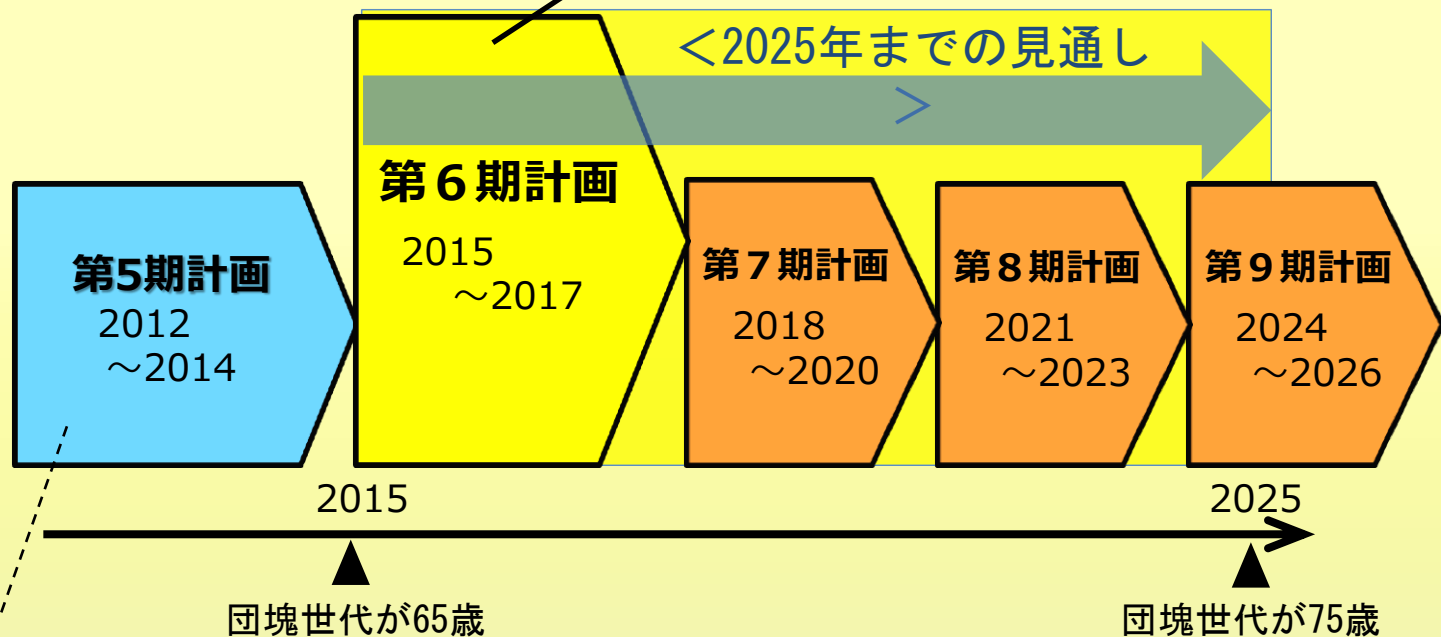 <2025年までの見通し
>
第5期計画
2012
~2014
第６期計画
2015
~2017
第７期計画
2018
~2020
第８期計画
2021
~2023
第９期計画
2024
~2026
2015
2025
団塊世代が65歳
団塊世代が75歳